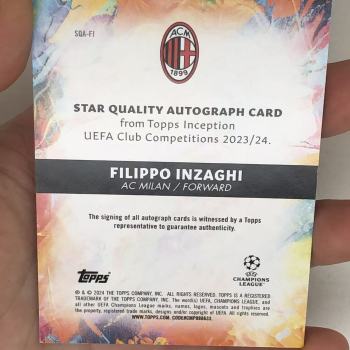 SQA-FI
ACM
1899
STAR QUALITY AUTOGRAPH CARD
from Topps Inception
UEFA Club Competitions 2023/24.
FILIPPO INZAGHI
AC MILAN / FORWARD
The signing of all autograph cards is witnessed by a Topps
representative to guarantee authenticity.
Topps
UEFA
CHAMPIONS
LEAGUE
® & © 2024 THE TOPPS COMPANY, INC. ALL RIGHTS RESERVED. TOPPS IS A REGISTERED
TRADEMARK OF THE TOPPS COMPANY, INC. The word(s) UEFA, CHAMPIONS LEAGUE, and
all other UEFA Champions League marks, names, logos, mascots and trophies are
the property, registered trade marks, designs and/or copyright of UEFA. All rights reserved.
WWW.TOPPS.COM.